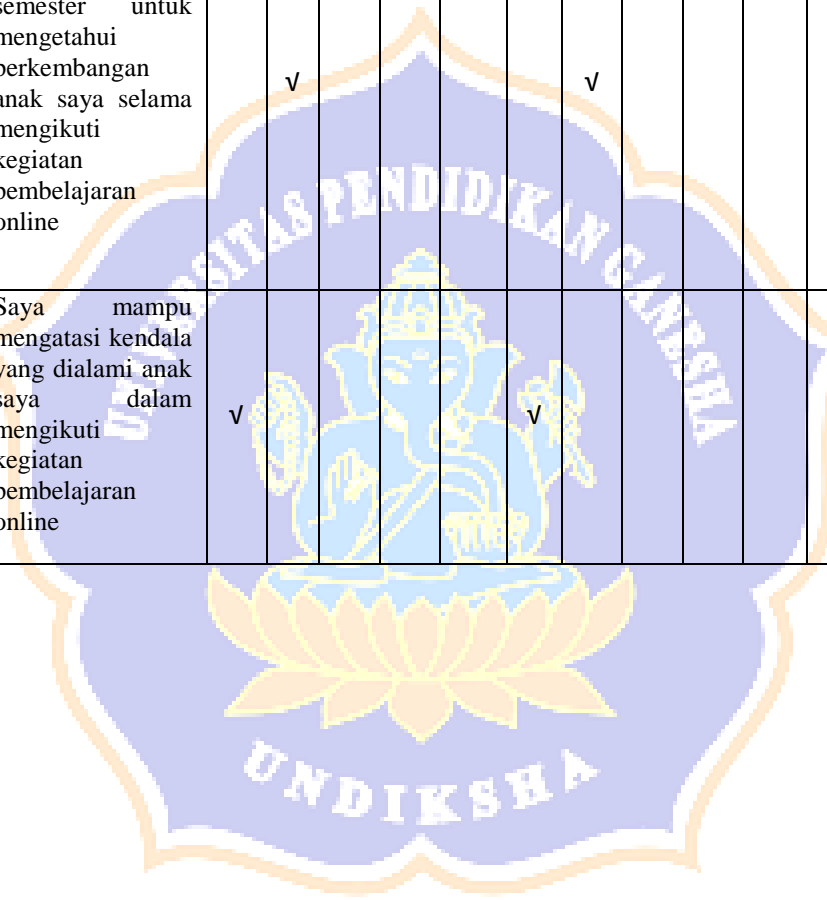 semester untuk
mengetahui
perkembangan
anak saya selama
mengikuti
kegiatan
pembelajaran
online
√ √
UNIVERSITAS PENDIDIKAN GANESHA
Saya mampu
mengatasi kendala
yang dialami anak
saya dalam
mengikuti
kegiatan
pembelajaran
online
√ √
UNDIKSHA